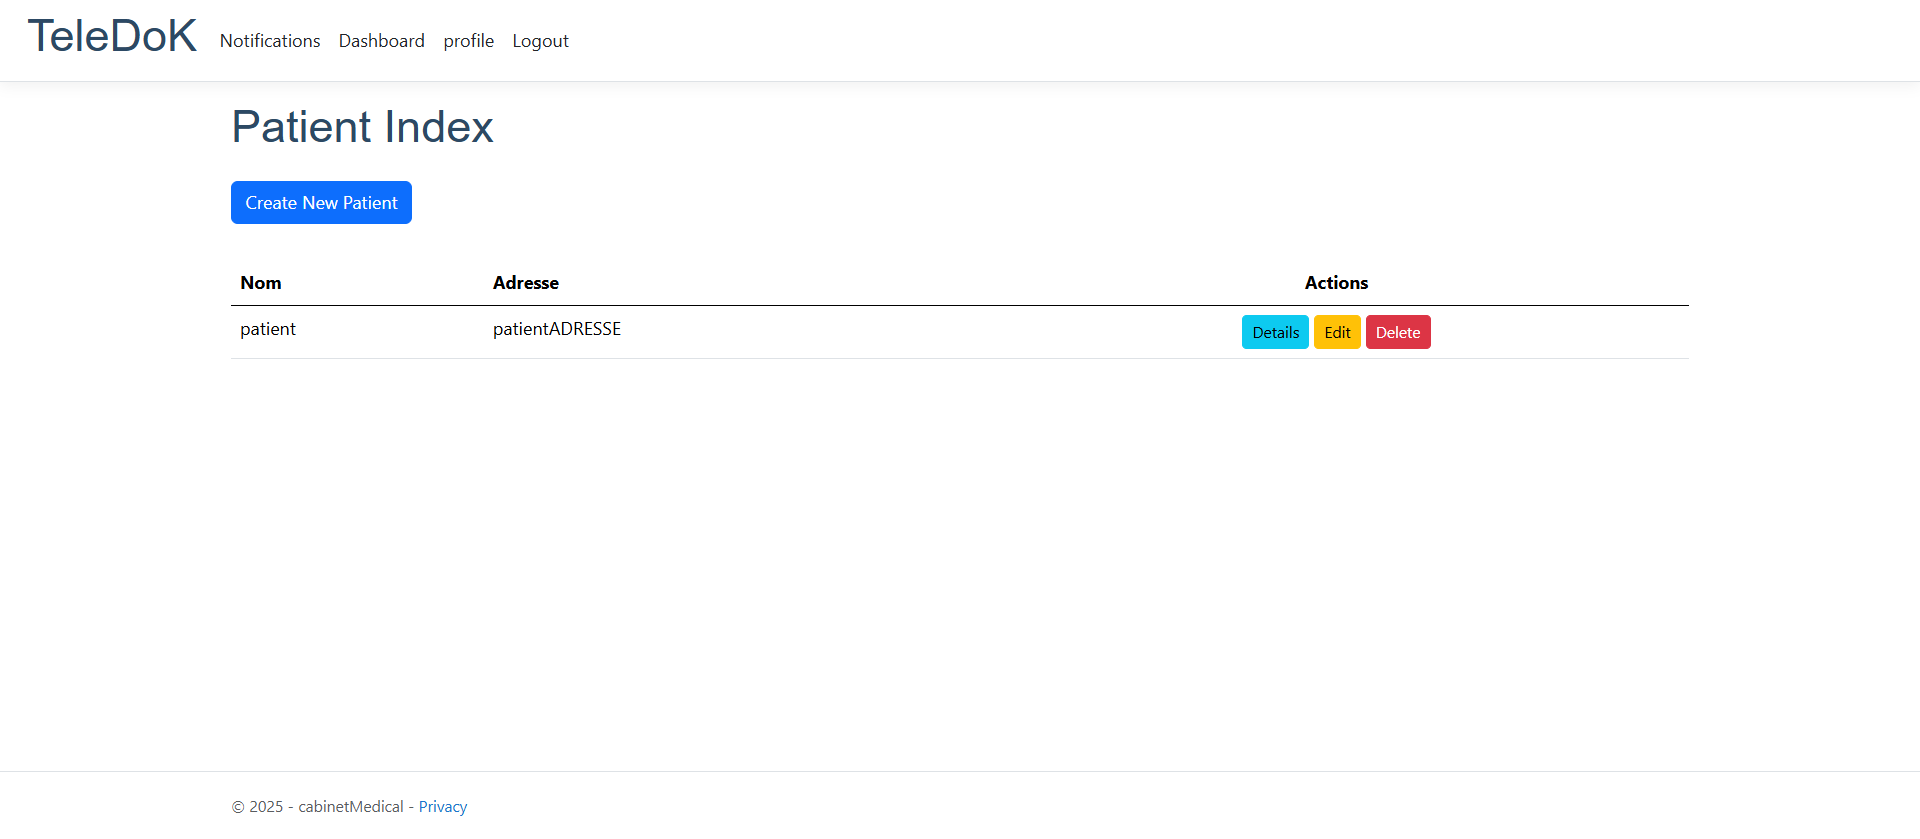 TeleDoK Notifications Dashboard profile Logout
Patient Index
Create New Patient
Nom Adresse Actions
patient patientADRESSE Details Edit Delete
© 2025 - cabinetMedical - Privacy